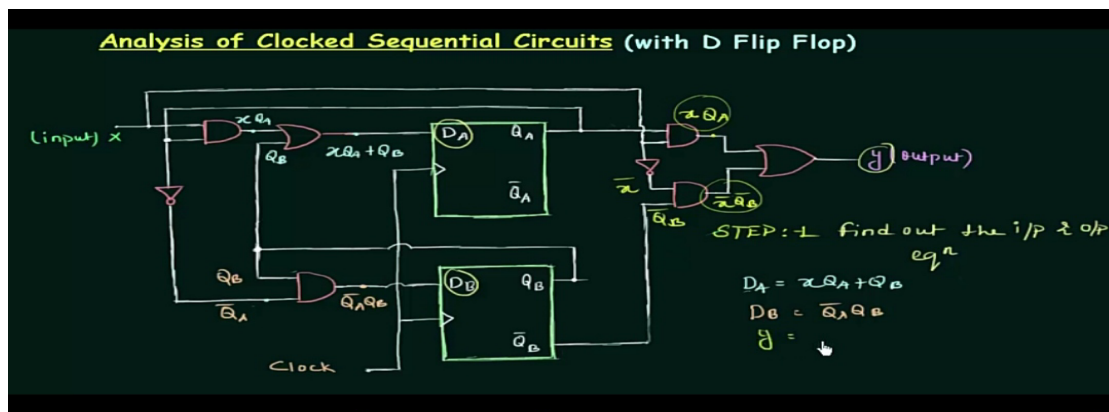 Analysis of Clocked Sequential Circuits (with D Flip Flop)
(input) x
xQA
QB
xQA+QB
DA
QA
Q̅A
xQA
y (output)
x̅
Q̅B
x̅Q̅B
STEP:-1 find out the i/p & o/p
eqⁿ
QB
Q̅A
Q̅AQB
DB
QB
Q̅B
Clock
DA = xQA+QB
DB = Q̅AQB
y =